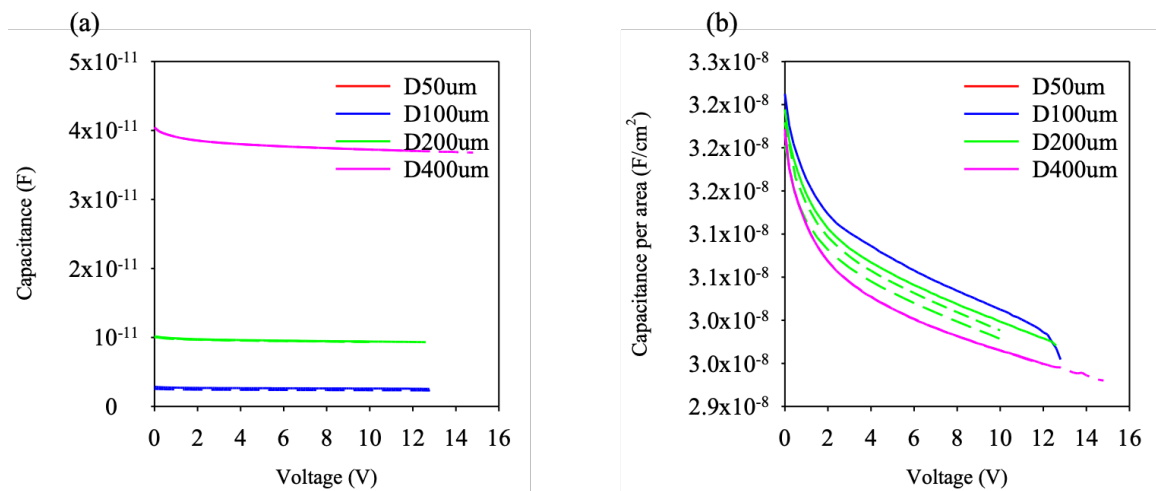 (a)
Capacitance (F)
5x10⁻¹¹
4x10⁻¹¹
3x10⁻¹¹
2x10⁻¹¹
10⁻¹¹
0
D50um
D100um
D200um
D400um
0 2 4 6 8 10 12 14 16
Voltage (V)
(b)
Capacitance per area (F/cm²)
3.3x10⁻⁸
3.2x10⁻⁸
3.2x10⁻⁸
3.2x10⁻⁸
3.1x10⁻⁸
3.1x10⁻⁸
3.0x10⁻⁸
3.0x10⁻⁸
2.9x10⁻⁸
D50um
D100um
D200um
D400um
0 2 4 6 8 10 12 14 16
Voltage (V)